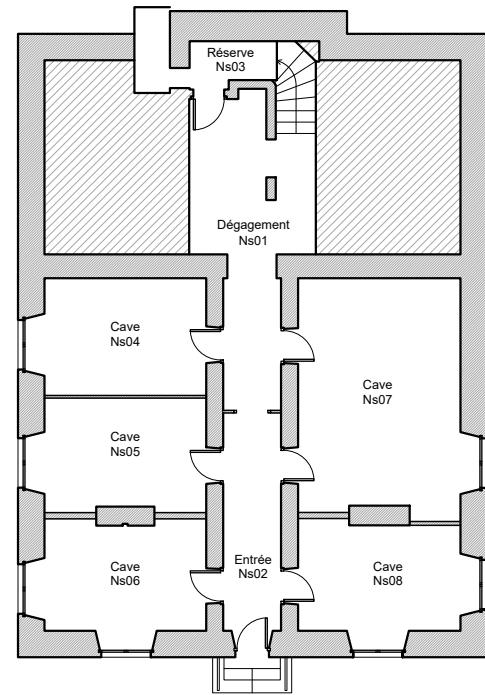 Réserve
Ns03
Dégagement
Ns01
Cave
Ns04
Cave
Ns07
Cave
Ns05
Entrée
Ns02
Cave
Ns06
Cave
Ns08